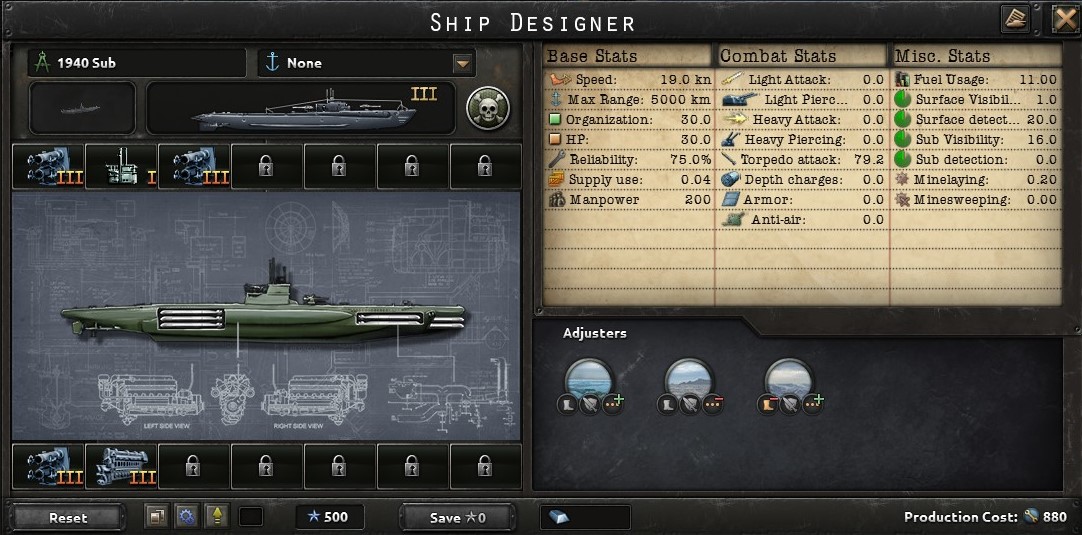 Ship Designer
1940 Sub
None
III
III I III
LEFT SIDE VIEW RIGHT SIDE VIEW
III III
Reset
500
Save 0
Base Stats
Speed: 19.0 kn
Max Range: 5000 km
Organization: 30.0
HP: 30.0
Reliability: 75.0%
Supply use: 0.04
Manpower 200
Combat Stats
Light Attack: 0.0
Light Pierc... 0.0
Heavy Attack: 0.0
Heavy Piercing: 0.0
Torpedo attack: 79.2
Depth charges: 0.0
Armor: 0.0
Anti-air: 0.0
Misc. Stats
Fuel Usage: 11.00
Surface Visibil... 1.0
Surface detect... 20.0
Sub Visibility: 16.0
Sub detection: 0.0
Minelaying: 0.20
Minesweeping: 0.00
Adjusters
Production Cost: 880